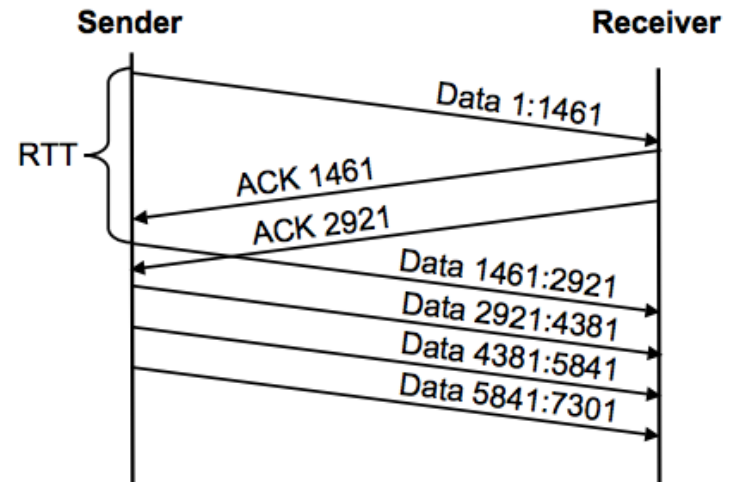 Sender
Receiver
Data 1:1461
RTT
ACK 1461
ACK 2921
Data 1461:2921
Data 2921:4381
Data 4381:5841
Data 5841:7301